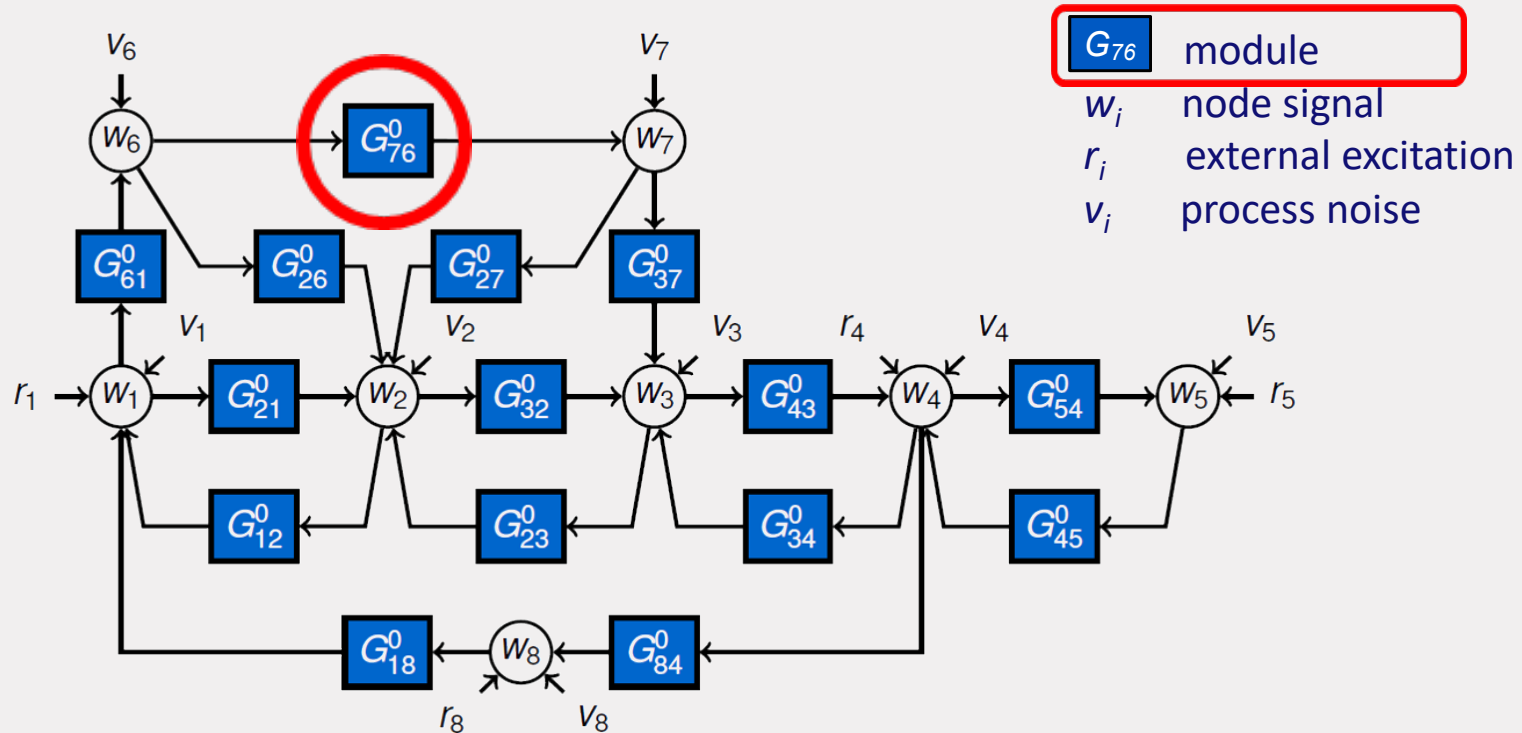 v6 v7 G76 module
wi node signal
w6 G⁰76 w7
ri external excitation
vi process noise
G⁰61 G⁰26 G⁰27 G⁰37
v1 v2 v3 r4 v4 v5
r1 w1 G⁰21 w2 G⁰32 w3 G⁰43 w4 G⁰54 w5 r5
G⁰12 G⁰23 G⁰34 G⁰45
G⁰18 w8 G⁰84
r8 v8